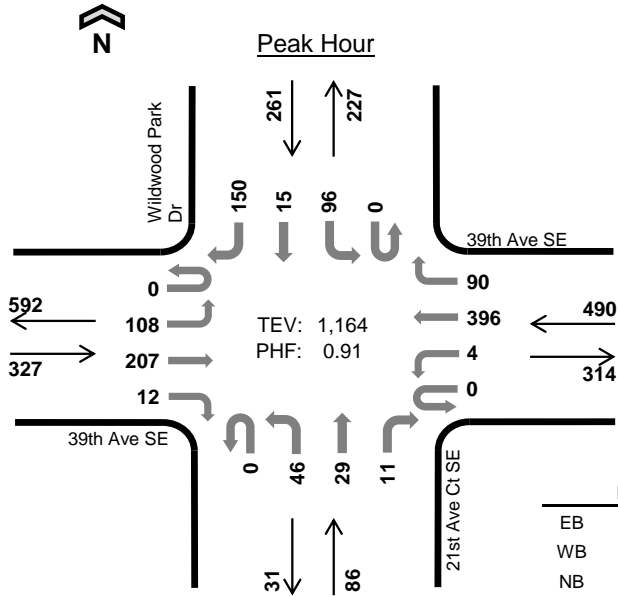 N
Peak Hour
261
227
Wildwood Park
Dr
150
15
96
0
39th Ave SE
0
90
592
108
TEV: 1,164
396
490
327
207
PHF: 0.91
4
314
12
0
39th Ave SE
0
46
29
11
21st Ave Ct SE
31
86
EB
WB
NB